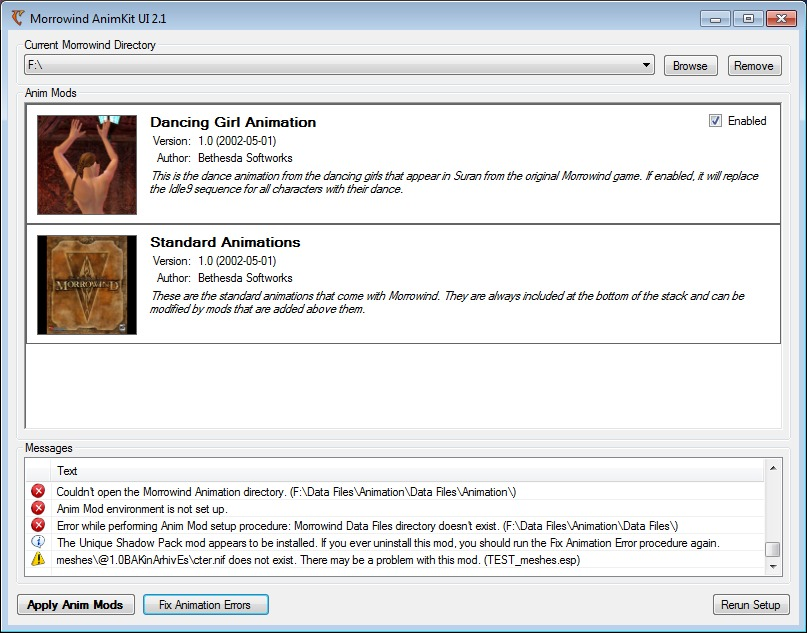 Morrowind AnimKit UI 2.1
Current Morrowind Directory
F:\
Browse
Remove
Anim Mods
Dancing Girl Animation
Enabled
Version: 1.0 (2002-05-01)
Author: Bethesda Softworks
This is the dance animation from the dancing girls that appear in Suran from the original Morrowind game. If enabled, it will replace
the Idle9 sequence for all characters with their dance.
MORROWIND
Standard Animations
Version: 1.0 (2002-05-01)
Author: Bethesda Softworks
These are the standard animations that come with Morrowind. They are always included at the bottom of the stack and can be
modified by mods that are added above them.
Messages
Text
Couldn't open the Morrowind Animation directory. (F:\Data Files\Animation\Data Files\Animation\)
Anim Mod environment is not set up.
Error while performing Anim Mod setup procedure: Morrowind Data Files directory doesn't exist. (F:\Data Files\Animation\Data Files\)
The Unique Shadow Pack mod appears to be installed. If you ever uninstall this mod, you should run the Fix Animation Error procedure again.
meshes\@1.0BAKinArhivEs\cter.nif does not exist. There may be a problem with this mod. (TEST_meshes.esp)
Apply Anim Mods
Fix Animation Errors
Rerun Setup